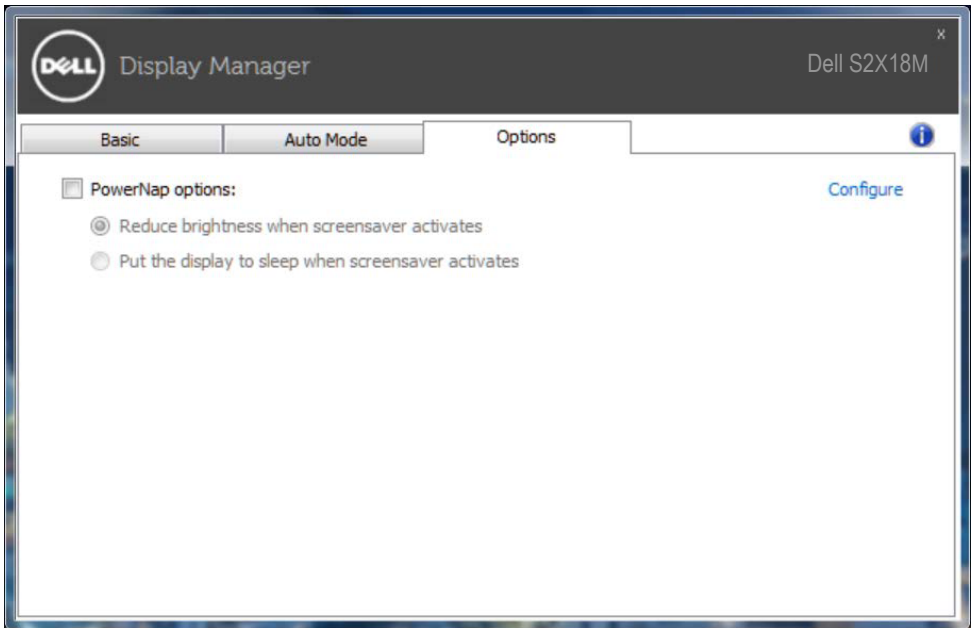 DELL Display Manager
x
Dell S2X18M
Basic Auto Mode Options
PowerNap options: Configure
Reduce brightness when screensaver activates
Put the display to sleep when screensaver activates